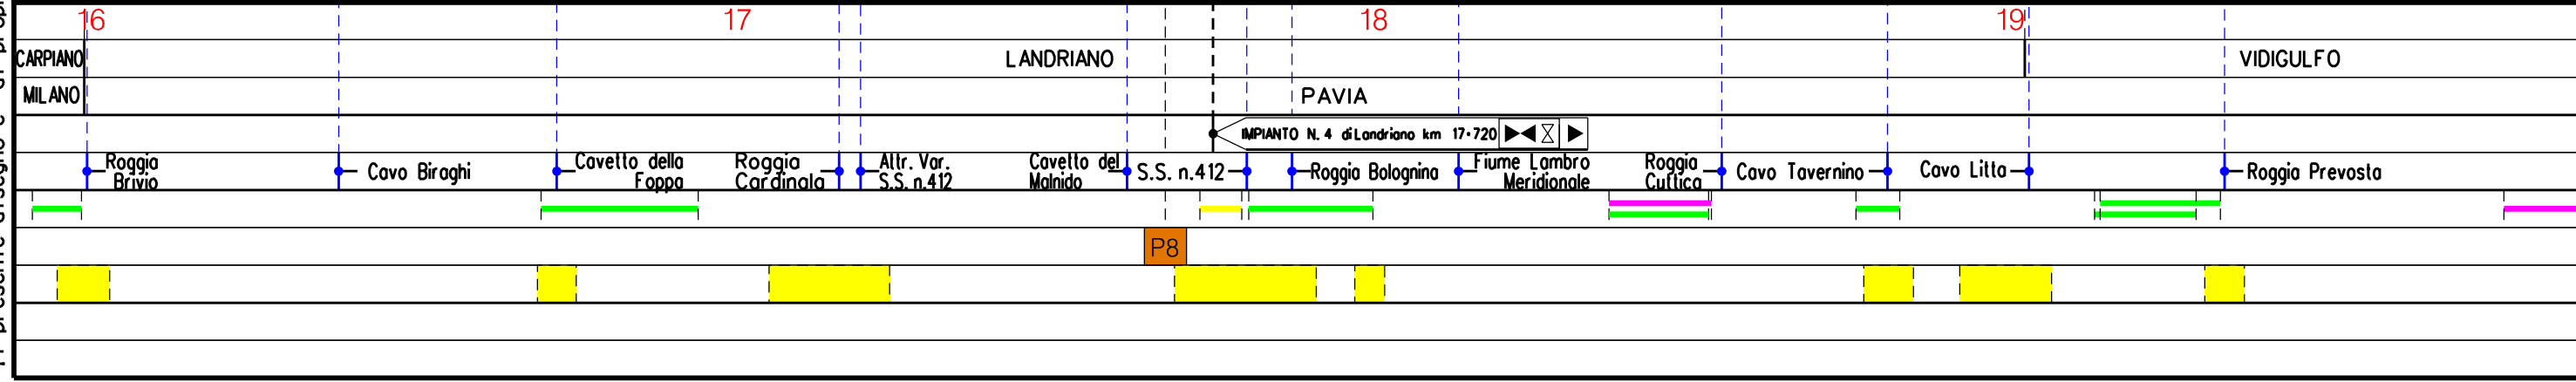 16 17 18 19
CARPIANO LANDRIANO VIDIGULFO
MILANO PAVIA
IMPIANTO N. 4 di Landriano km 17+720
Roggia Brivio
Cavo Biraghi
Cavetto della Foppa
Roggia Cardinala
Attr. Var. S.S. n.412
Cavetto del Malnido
S.S. n.412
Roggia Bolognina
Fiume Lambro Meridionale
Roggia Cuttica
Cavo Tavernino
Cavo Litta
Roggia Prevosta
P8